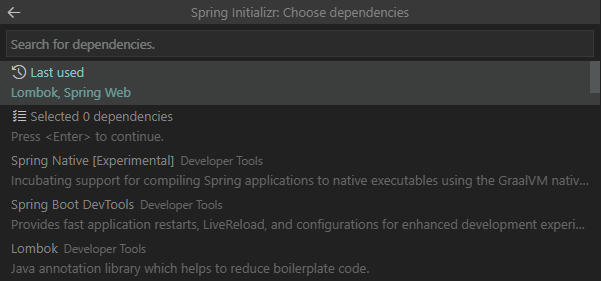 Spring Initializr: Choose dependencies
Search for dependencies.
Last used
Lombok, Spring Web
Selected 0 dependencies
Press <Enter> to continue.
Spring Native [Experimental] Developer Tools
Incubating support for compiling Spring applications to native executables using the GraalVM nativ...
Spring Boot DevTools Developer Tools
Provides fast application restarts, LiveReload, and configurations for enhanced development experi...
Lombok Developer Tools
Java annotation library which helps to reduce boilerplate code.